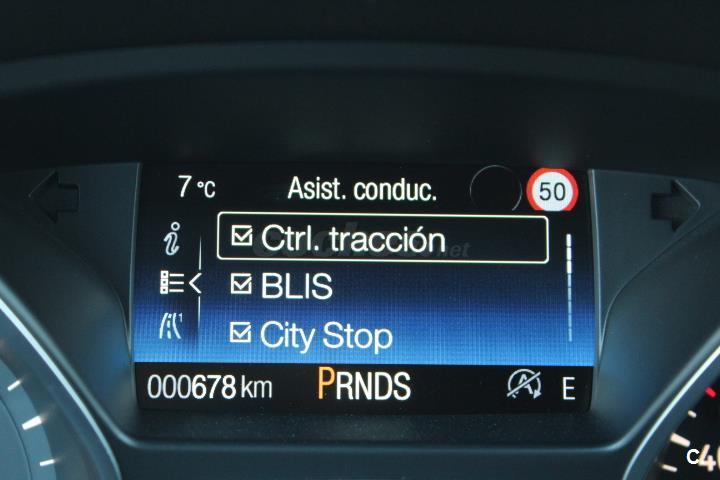 7 °C Asist. conduc. 50
Ctrl. tracción
BLIS
City Stop
000678 km PRNDS A E